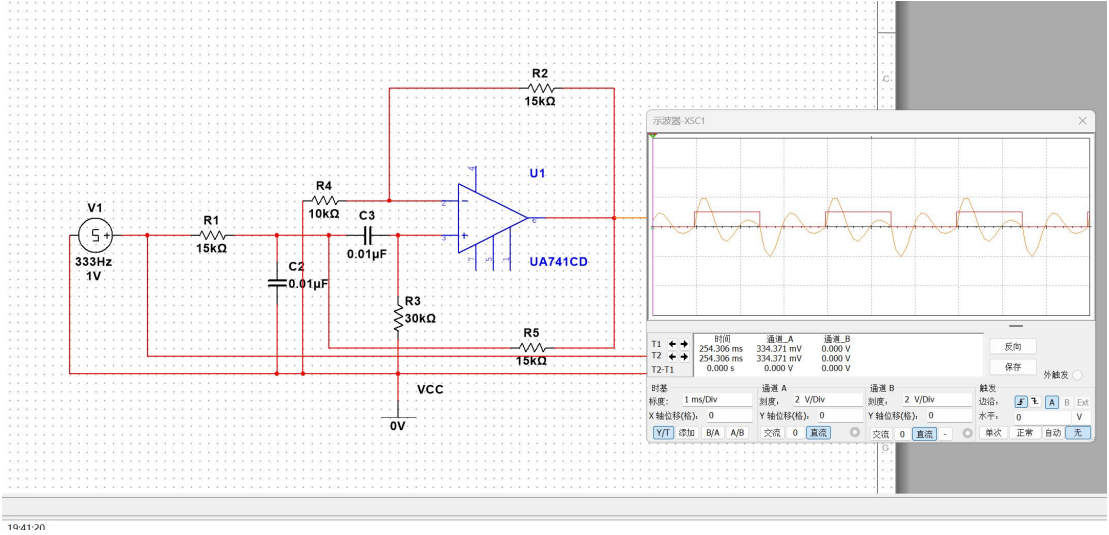 R2
15kΩ
C
示波器-XSC1
4
U1
R4
2
10kΩ
C3
V1
R1
3
6
15kΩ
0.01μF
7
5
1
UA741CD
333Hz
1V
C2
0.01μF
R3
30kΩ
R5
15kΩ
VCC
0V
时间
通道_A
通道_B
T1
254.306 ms
334.371 mV
0.000 V
T2
254.306 ms
334.371 mV
0.000 V
T2-T1
0.000 s
0.000 V
0.000 V
反向
保存
外触发
时基
通道 A
通道 B
触发
标度: 1 ms/Div
刻度: 2 V/Div
刻度: 2 V/Div
边沿:
A
B
Ext
X 轴位移(格): 0
Y 轴位移(格): 0
Y 轴位移(格): 0
水平: 0
V
Y/T
添加
B/A
A/B
交流
0
直流
交流
0
直流
-
单次
正常
自动
无
G
19:41:20